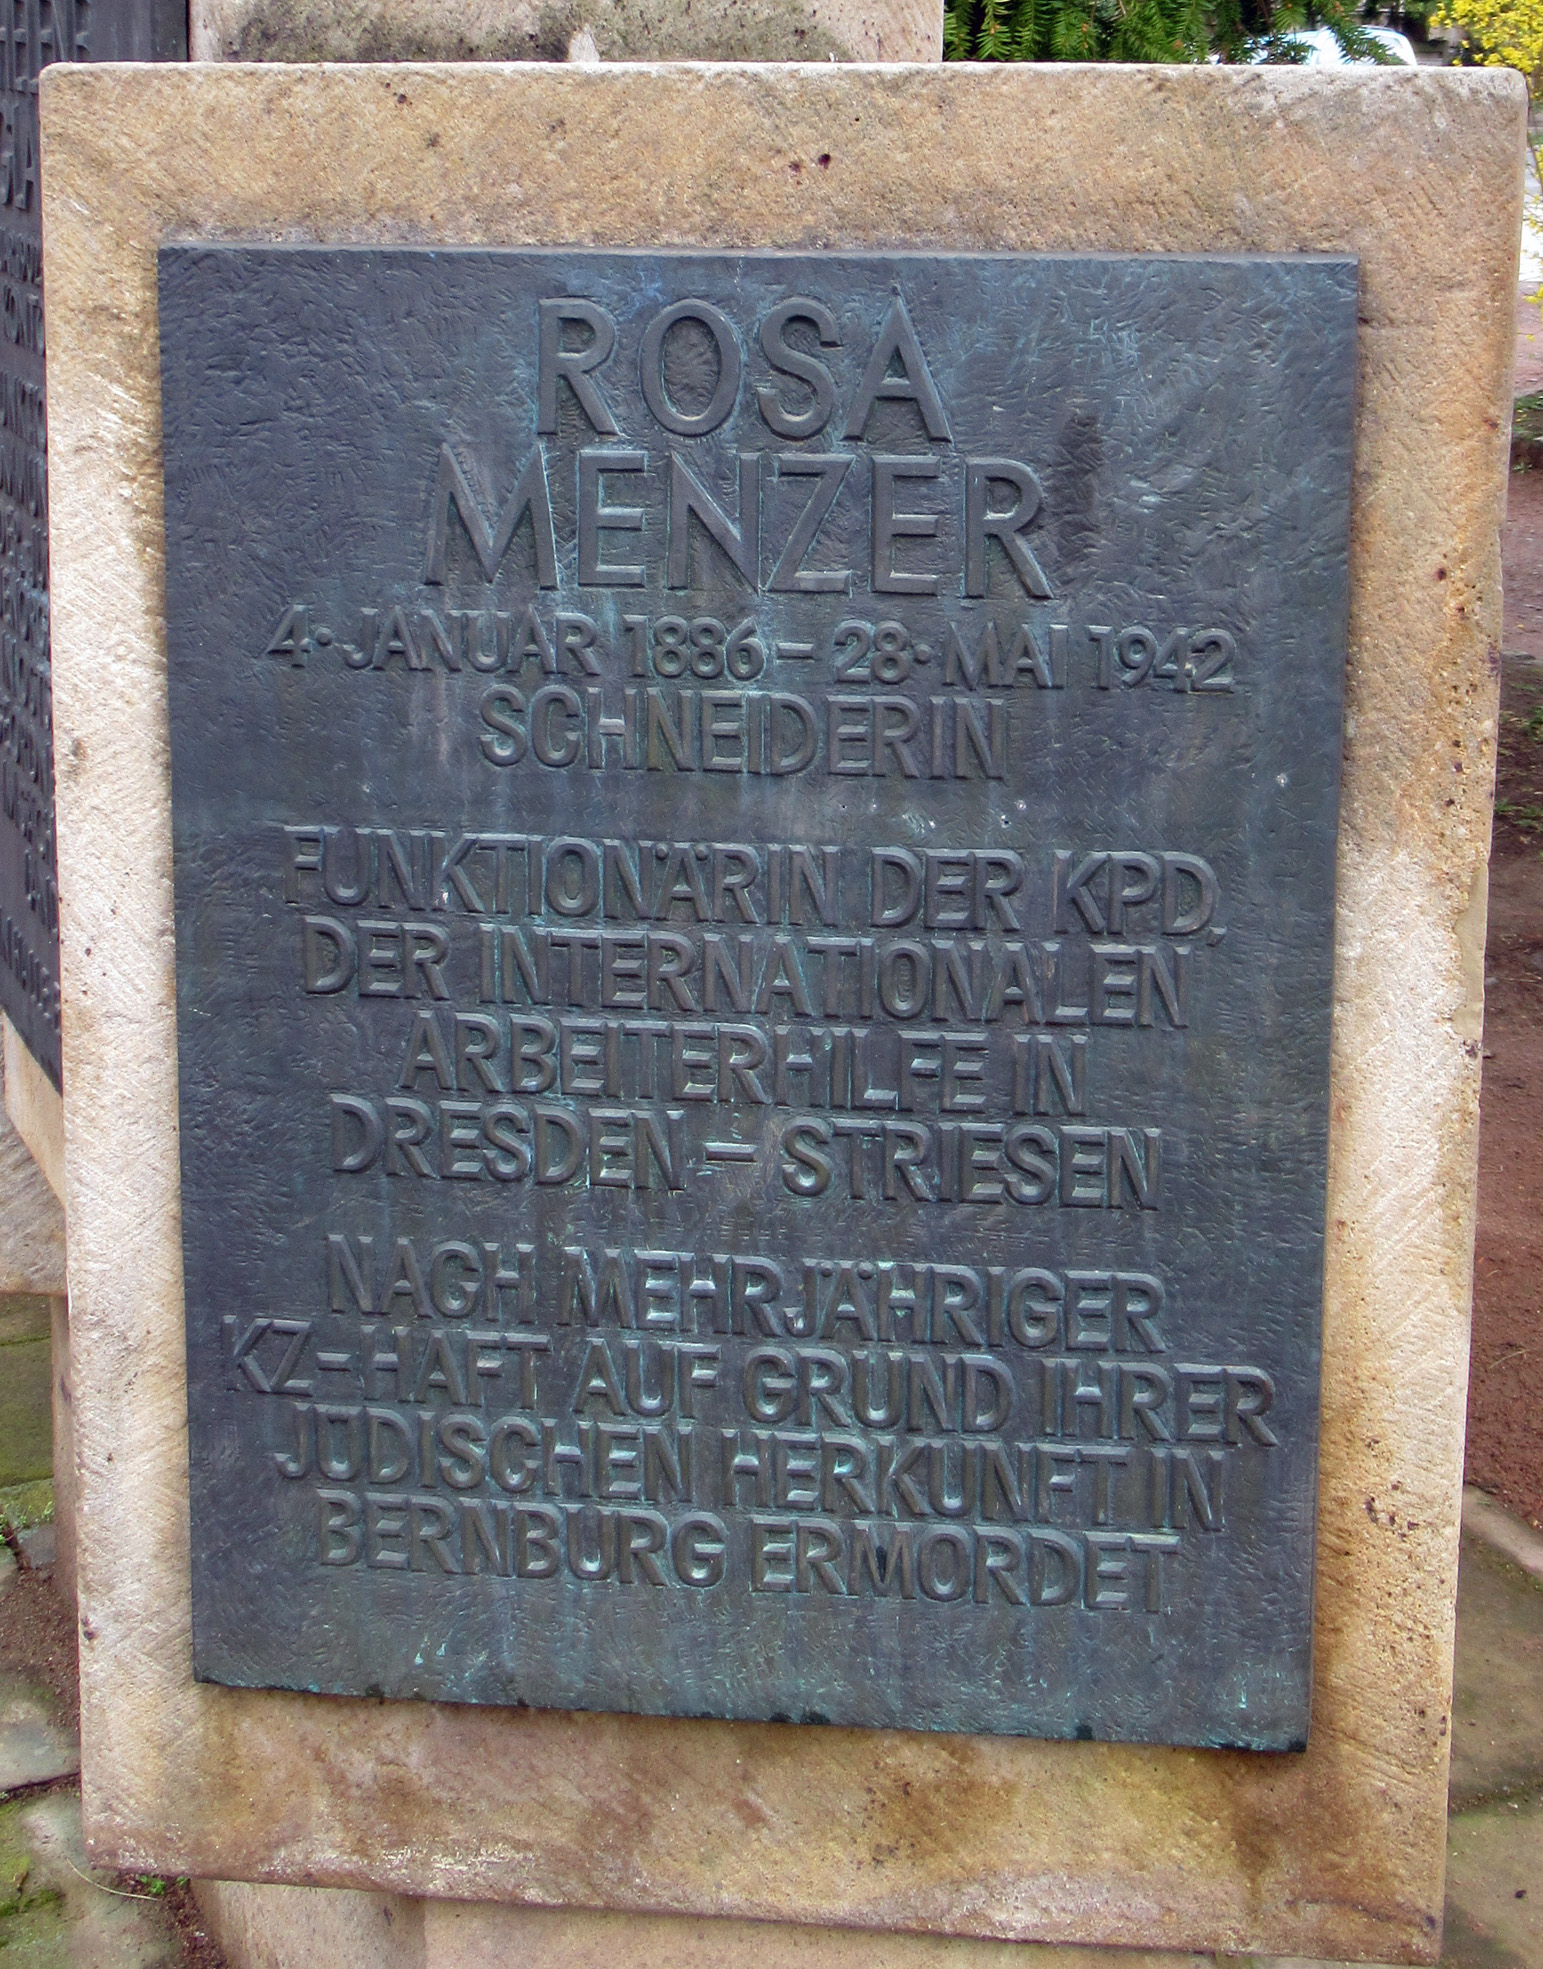 ROSA
MENZER
4. JANUAR 1886 – 28. MAI 1942
SCHNEIDERIN
FUNKTIONÄRIN DER KPD,
DER INTERNATIONALEN
ARBEITERHILFE IN
DRESDEN – STRIESEN
NACH MEHRJÄHRIGER
KZ-HAFT AUF GRUND IHRER
JÜDISCHEN HERKUNFT IN
BERNBURG ERMORDET